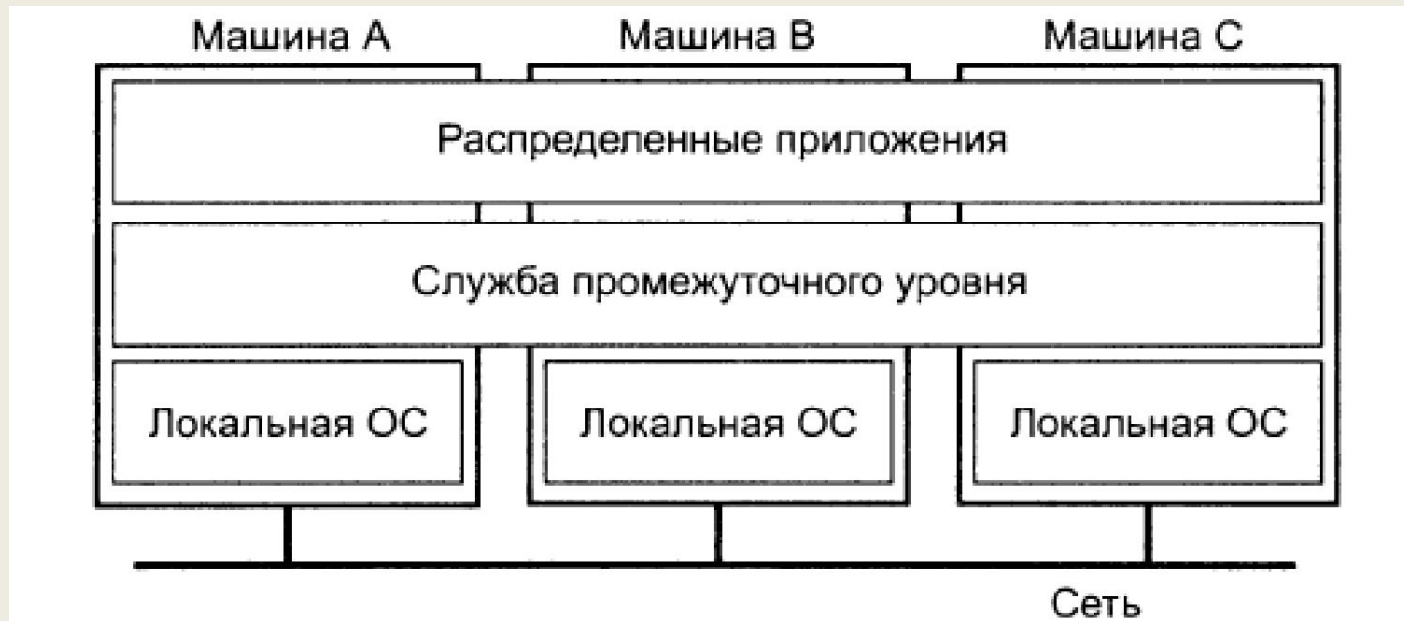 Машина А Машина В Машина С
Распределенные приложения
Служба промежуточного уровня
Локальная ОС Локальная ОС Локальная ОС
Сеть